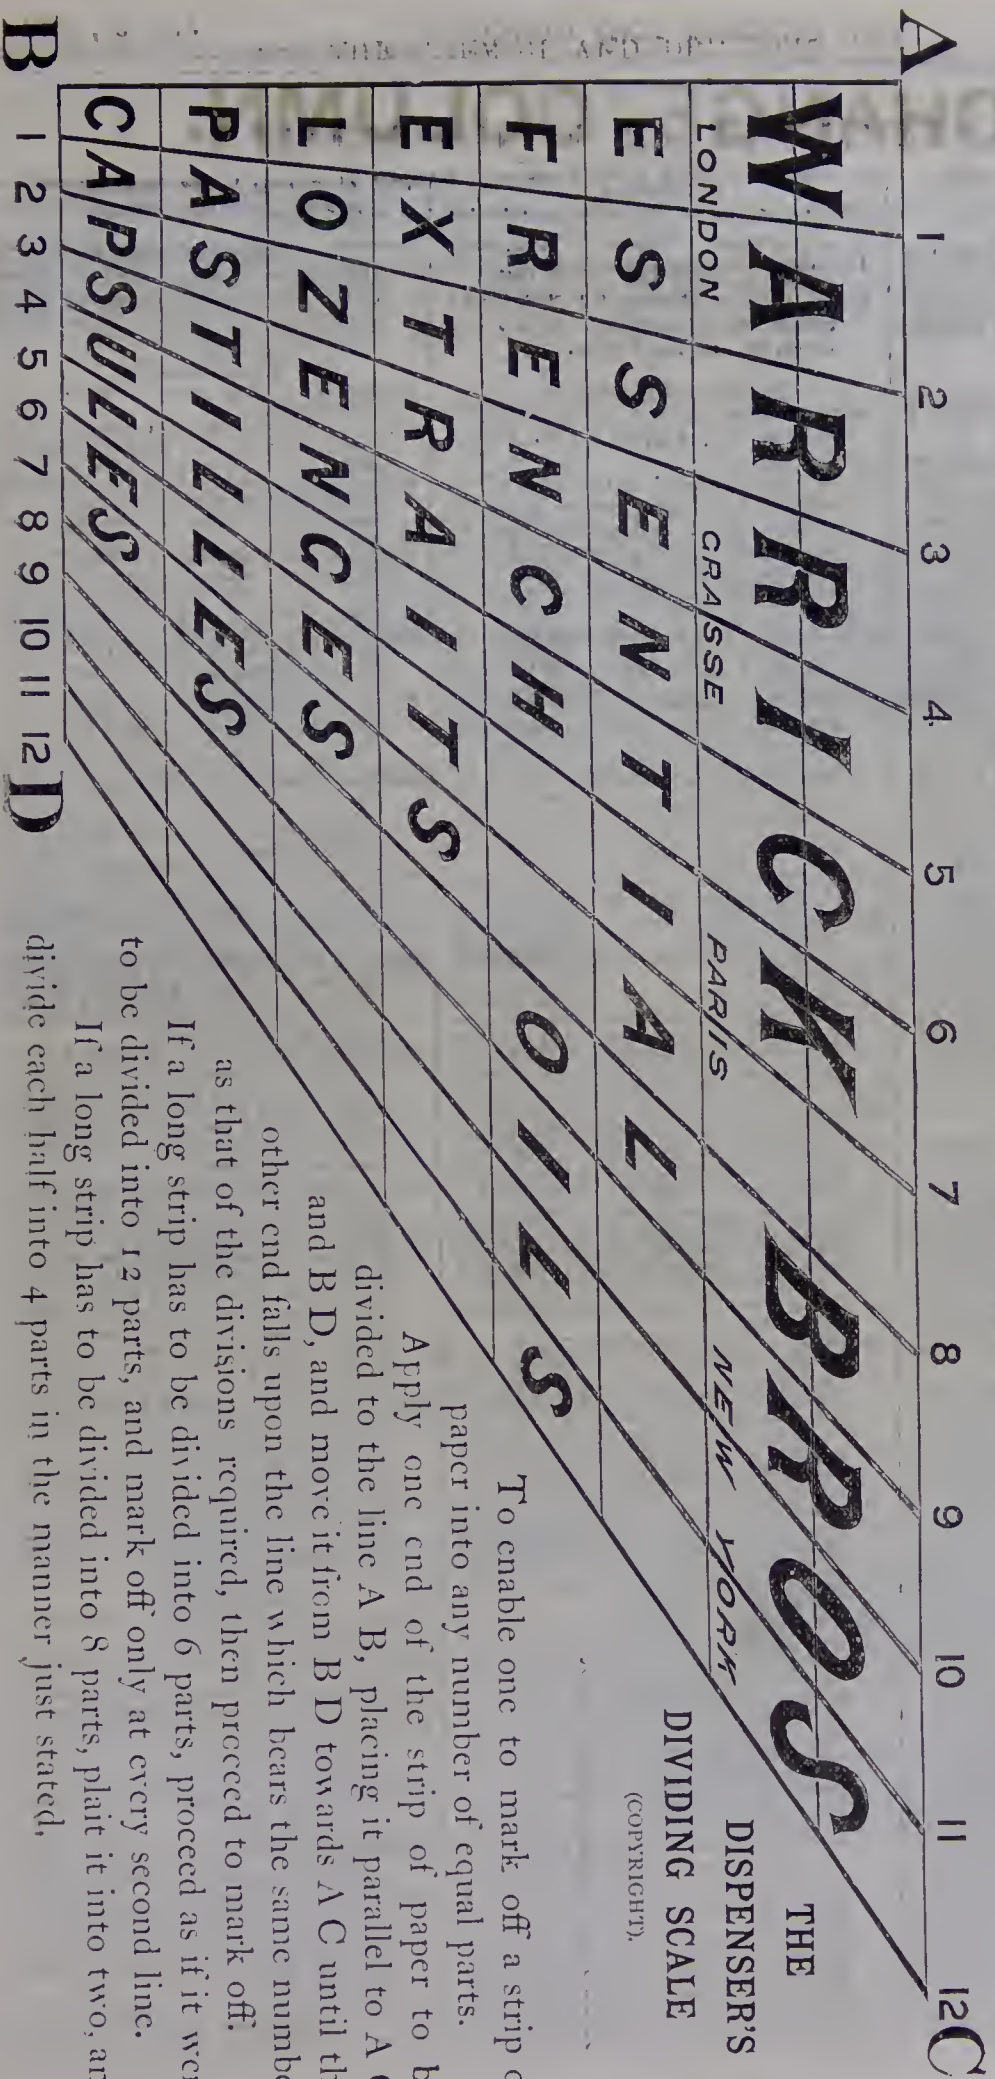 A 1 2 3 4 5 6 7 8 9 10 11 12 C
WARRICK BROS
LONDON GRASSE PARIS NEW YORK
ESSENTIAL
FRENCH OILS
EXTRAITS
LOZENGES
PASTILLES
CAPSULES
B 1 2 3 4 5 6 7 8 9 10 11 12 D
THE
DISPENSER'S
DIVIDING SCALE
(COPYRIGHT).
To enable one to mark off a strip
paper into any number of equal parts.
Apply one end of the strip of paper to b
divided to the line A B, placing it parallel to A C
and B D, and move it from B D towards A C until th
other end falls upon the line which bears the same numbe
as that of the divisions required, then proceed to mark off.
If a long strip has to be divided into 6 parts, proceed as if it wer
to be divided into 12 parts, and mark off only at every second line.
If a long strip has to be divided into 8 parts, plait it into two, an
divide each half into 4 parts in the manner just stated.